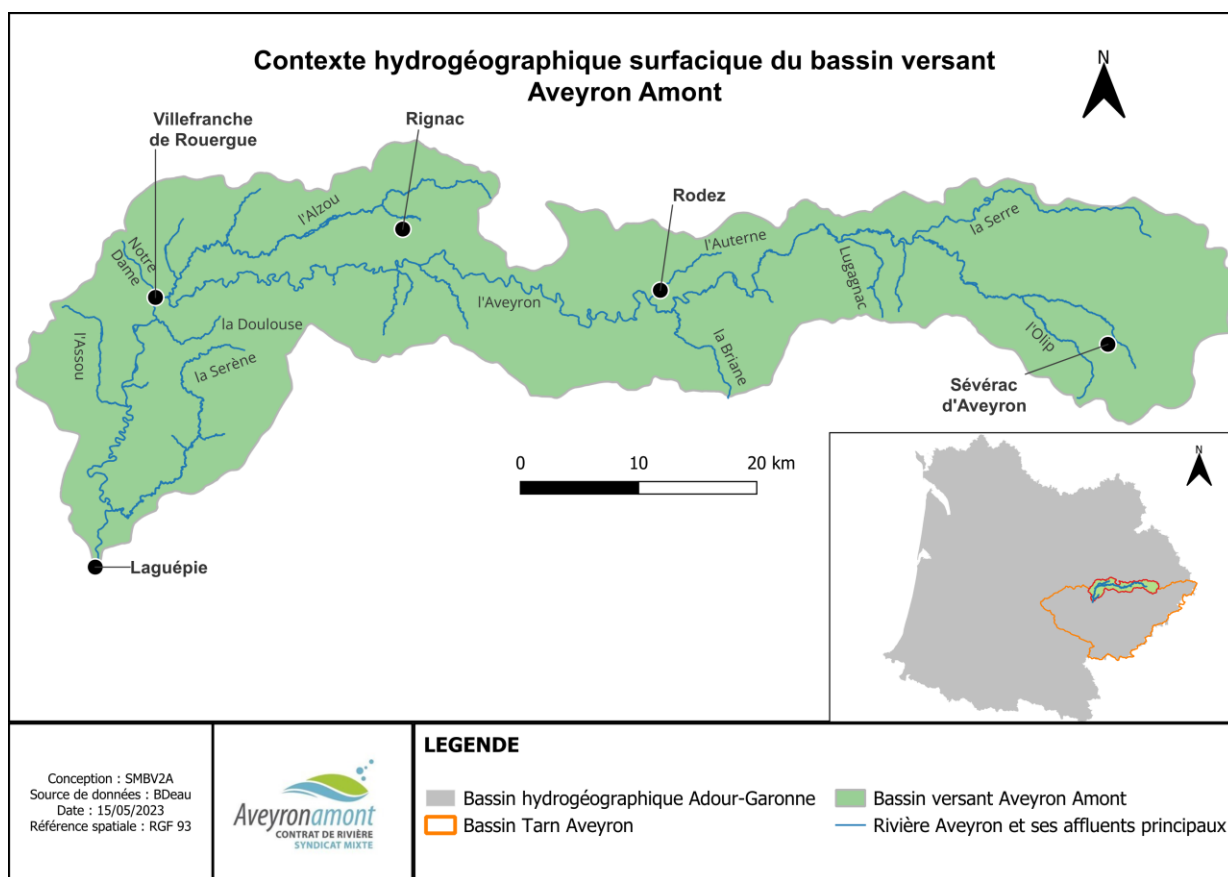 Contexte hydrogéographique surfacique du bassin versant
Aveyron Amont
N
Villefranche
de Rouergue
Rignac
Rodez
l'Alzou
l'Auterne
la Serre
Notre
Dame
Lugagnac
l'Aveyron
la Doulouse
l'Assou
la Serène
la Briane
l'Olip
Sévérac
d'Aveyron
0 10 20 km
Laguépie
N
Conception : SMBV2A
Source de données : BDeau
Date : 15/05/2023
Référence spatiale : RGF 93
Aveyronamont
CONTRAT DE RIVIÈRE
SYNDICAT MIXTE
LEGENDE
Bassin hydrogéographique Adour-Garonne
Bassin Tarn Aveyron
Bassin versant Aveyron Amont
Rivière Aveyron et ses affluents principaux